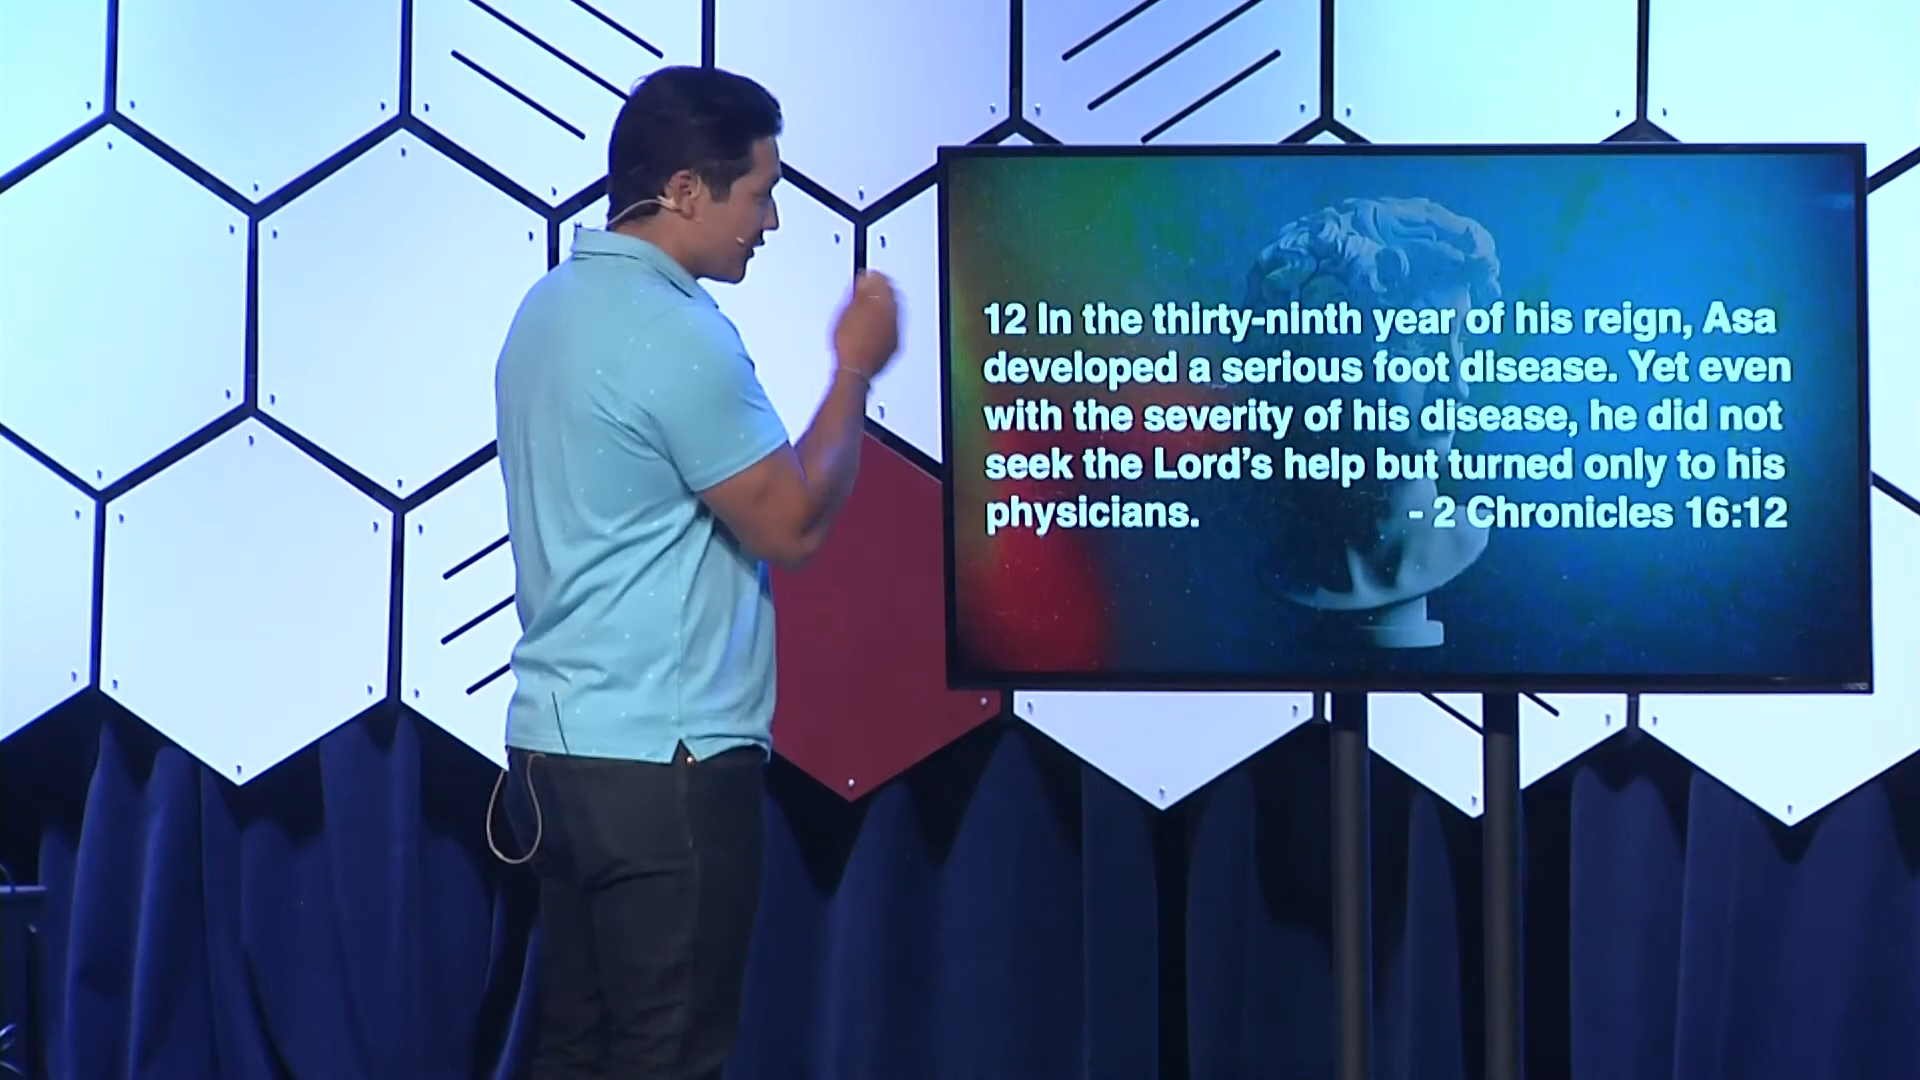 12 In the thirty-ninth year of his reign, Asa
developed a serious foot disease. Yet even
with the severity of his disease, he did not
seek the Lord’s help but turned only to his
physicians. - 2 Chronicles 16:12